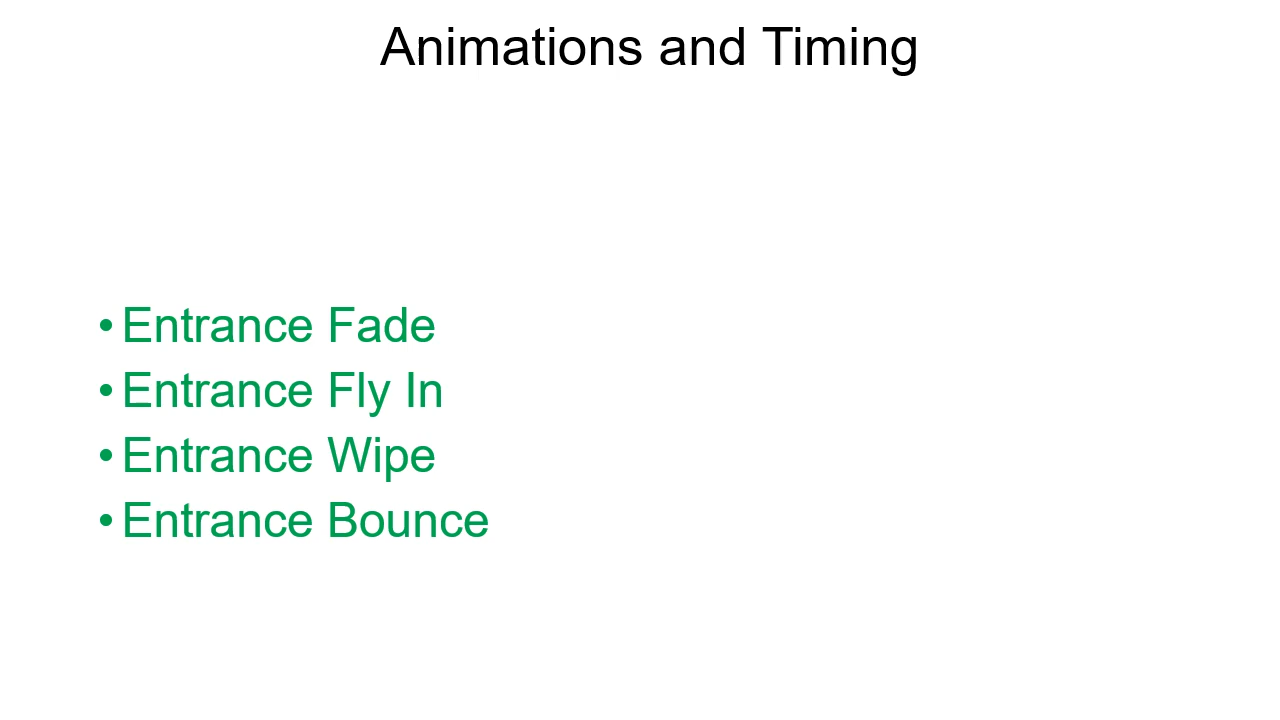 Animations and Timing
• Entrance Fade
• Entrance Fly In
• Entrance Wipe
• Entrance Bounce